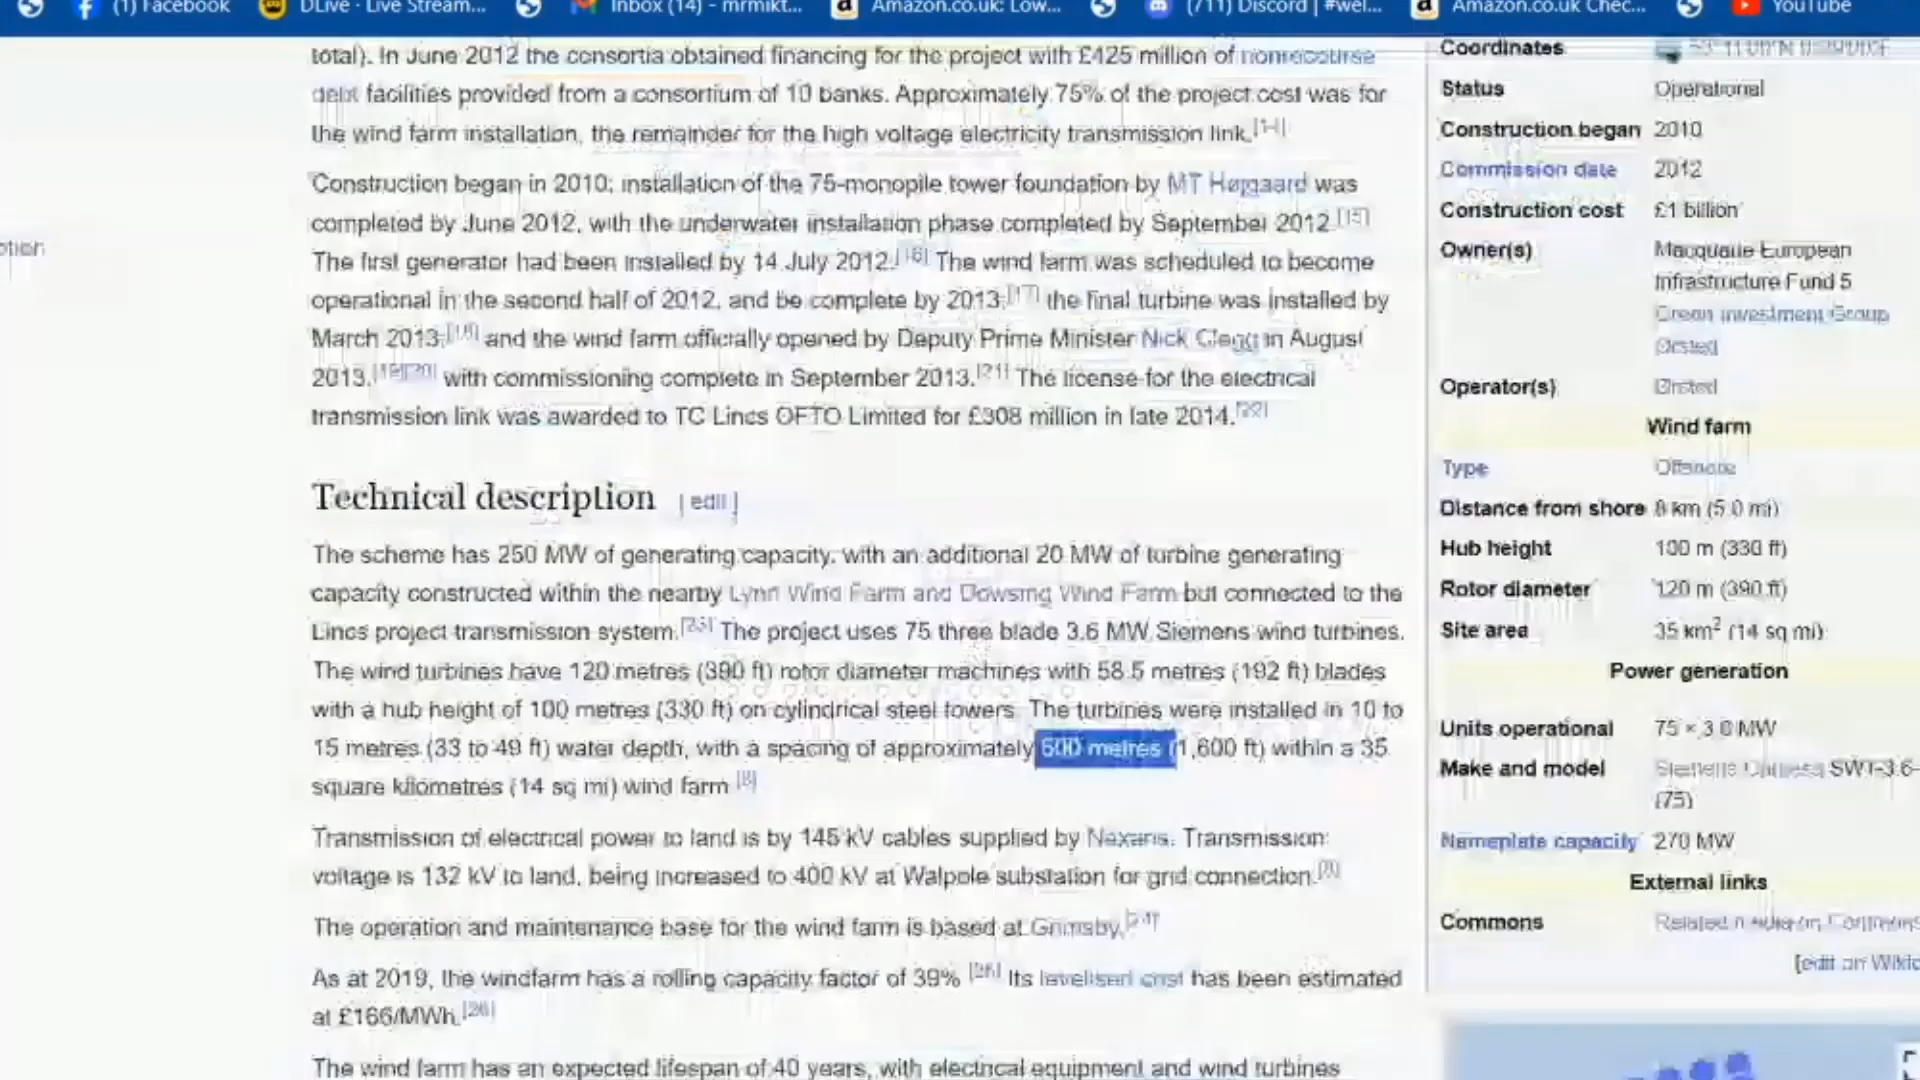 (1) Facebook
DLive - Live Stream...
Inbox (14) - mrmikt...
Amazon.co.uk: Low...
(711) Discord | #wel...
Amazon.co.uk Chec...
YouTube
total). In June 2012 the consortia obtained financing for the project with £425 million of nonrecourse
debt facilities provided from a consortium of 10 banks. Approximately 75% of the project cost was for
the wind farm installation, the remainder for the high voltage electricity transmission link.[14]
Construction began in 2010; installation of the 75-monopile tower foundation by MT Højgaard was
completed by June 2012, with the underwater installation phase completed by September 2012.[15]
The first generator had been installed by 14 July 2012.[16] The wind farm was scheduled to become
operational in the second half of 2012, and be complete by 2013;[17] the final turbine was installed by
March 2013,[18] and the wind farm officially opened by Deputy Prime Minister Nick Clegg in August
2013,[19][20] with commissioning complete in September 2013.[21] The license for the electrical
transmission link was awarded to TC Lincs OFTO Limited for £308 million in late 2014.[22]
Technical description [ edit ]
The scheme has 250 MW of generating capacity, with an additional 20 MW of turbine generating
capacity constructed within the nearby Lynn Wind Farm and Dowsing Wind Farm but connected to the
Lincs project transmission system.[23] The project uses 75 three blade 3.6 MW Siemens wind turbines.
The wind turbines have 120 metres (390 ft) rotor diameter machines with 58.5 metres (192 ft) blades
with a hub height of 100 metres (330 ft) on cylindrical steel towers. The turbines were installed in 10 to
15 metres (33 to 49 ft) water depth, with a spacing of approximately 500 metres (1,600 ft) within a 35
square kilometres (14 sq mi) wind farm.[8]
Transmission of electrical power to land is by 145 kV cables supplied by Nexans. Transmission
voltage is 132 kV to land, being increased to 400 kV at Walpole substation for grid connection.[8]
The operation and maintenance base for the wind farm is based at Grimsby.[24]
As at 2019, the windfarm has a rolling capacity factor of 39%.[25] Its levelised cost has been estimated
at £166/MWh.[26]
The wind farm has an expected lifespan of 40 years, with electrical equipment and wind turbines
Coordinates
Status Operational
Construction began 2010
Commission date 2012
Construction cost £1 billion
Owner(s) Macquarie European
Infrastructure Fund 5
Green Investment Group
Ørsted
Operator(s) Ørsted
Wind farm
Type Offshore
Distance from shore 8 km (5.0 mi)
Hub height 100 m (330 ft)
Rotor diameter 120 m (390 ft)
Site area 35 km² (14 sq mi)
Power generation
Units operational 75 × 3.6 MW
Make and model Siemens Gamesa SWT-3.6-
(75)
Nameplate capacity 270 MW
External links
Commons Related media on Commons
[edit on Wikid